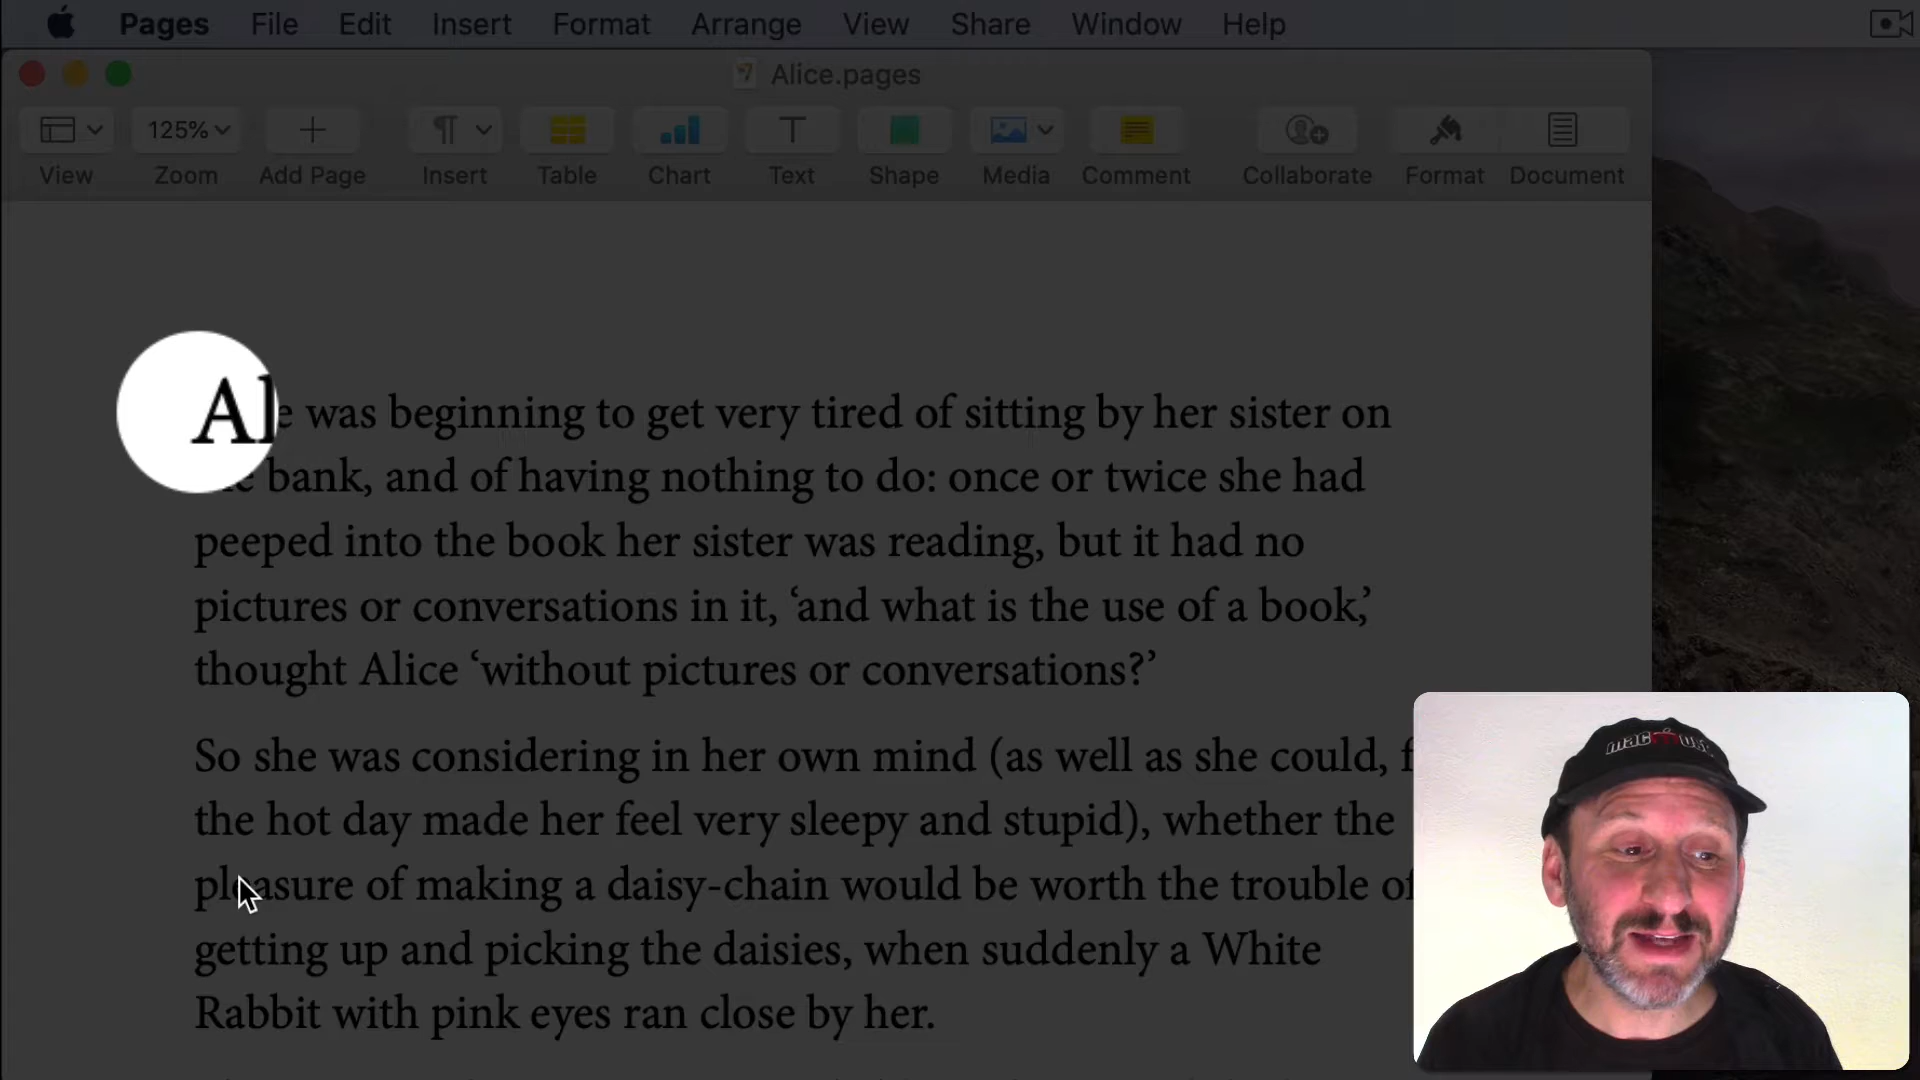 Pages File Edit Insert Format Arrange View Share Window Help
Alice.pages
125%
View Zoom Add Page Insert Table Chart Text Shape Media Comment Collaborate Format Document
Al e was beginning to get very tired of sitting by her sister on
bank, and of having nothing to do: once or twice she had
peeped into the book her sister was reading, but it had no
pictures or conversations in it, ‘and what is the use of a book,’
thought Alice ‘without pictures or conversations?’
So she was considering in her own mind (as well as she could, f
the hot day made her feel very sleepy and stupid), whether the
pleasure of making a daisy-chain would be worth the trouble of
getting up and picking the daisies, when suddenly a White
Rabbit with pink eyes ran close by her.